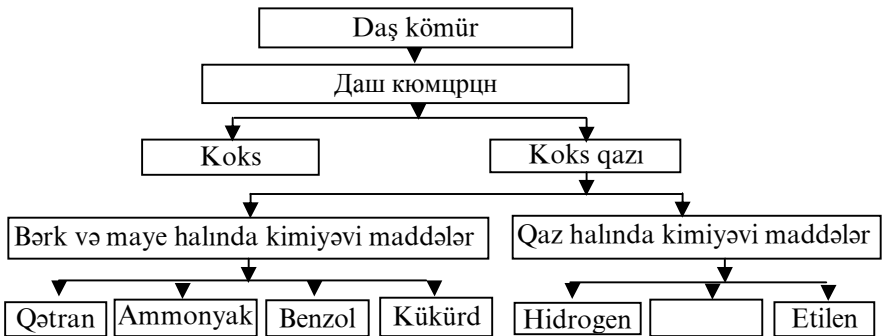 Daş kömür
Даш кюмцрцн
Koks
Koks qazı
Bərk və maye halında kimiyəvi maddələr
Qaz halında kimiyəvi maddələr
Qətran
Ammonyak
Benzol
Kükürd
Hidrogen
Etilen